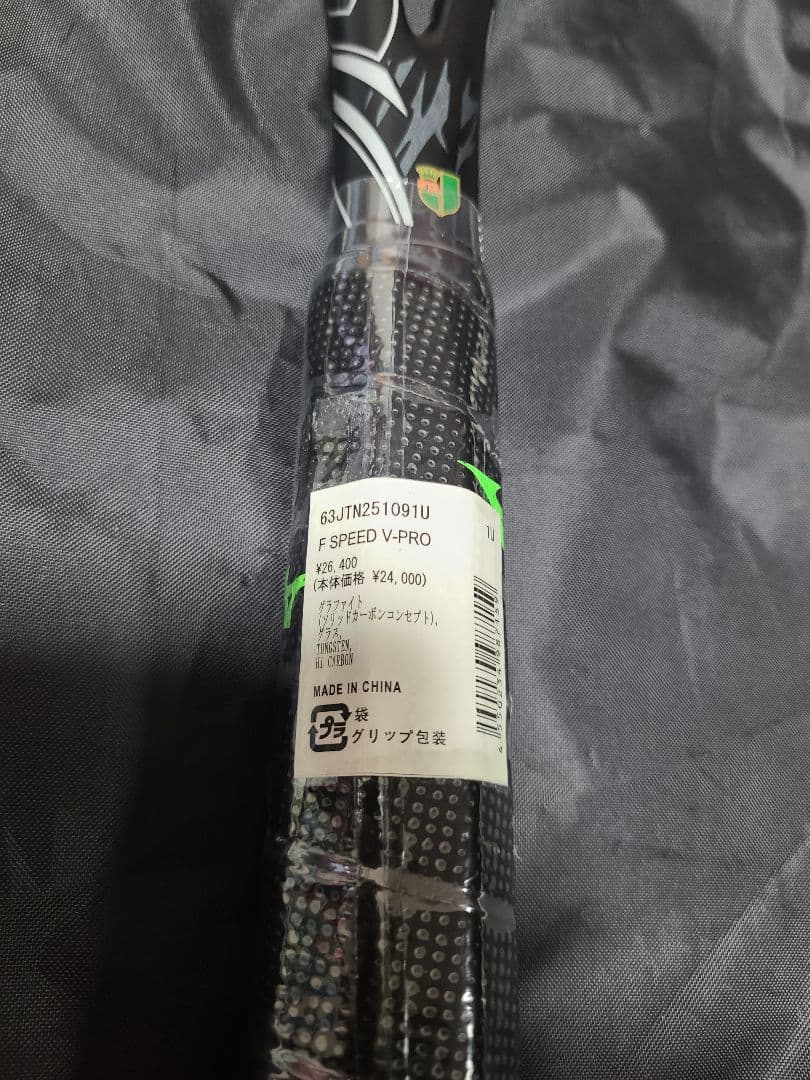 63JTN251091U
1U
F SPEED V-PRO
¥26,400
(本体価格 ¥24,000)
グラファイト
(ソリッドカーボンコンセプト),
グラス,
TUNGSTEN,
Hi CARBON
MADE IN CHINA
プラ
袋
グリップ包装